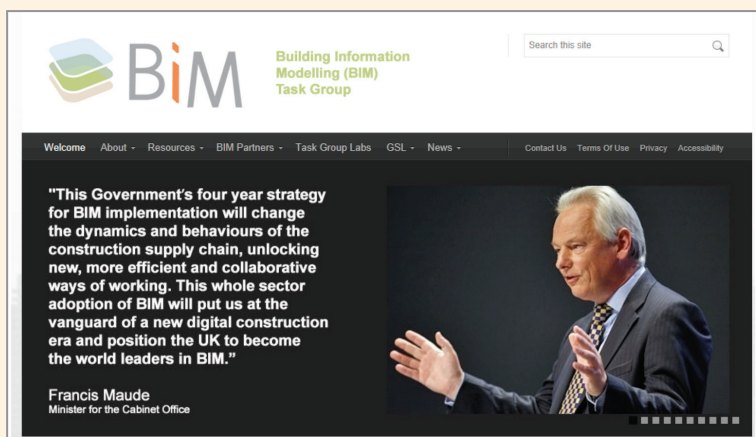 BiM
Building Information
Modelling (BIM)
Task Group
Search this site
Welcome About Resources BIM Partners Task Group Labs GSL News Contact Us Terms Of Use Privacy Accessibility
"This Government's four year strategy
for BIM implementation will change
the dynamics and behaviours of the
construction supply chain, unlocking
new, more efficient and collaborative
ways of working. This whole sector
adoption of BIM will put us at the
vanguard of a new digital construction
era and position the UK to become
the world leaders in BIM."
Francis Maude
Minister for the Cabinet Office